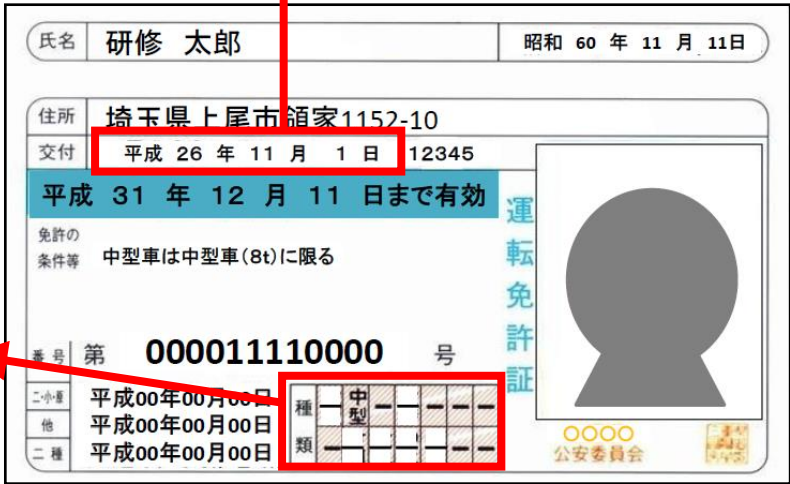 氏名 研修 太郎 昭和 60 年 11 月 11日
住所 埼玉県上尾市領家1152-10
交付 平成 26 年 11 月 1 日 12345
平成 31 年 12 月 11 日まで有効
免許の
条件等 中型車は中型車(8t)に限る
運転免許証
番号 第 000011110000 号
二・小・原 平成00年00月00日
他 平成00年00月00日
二種 平成00年00月00日
種類 中型
公安委員会